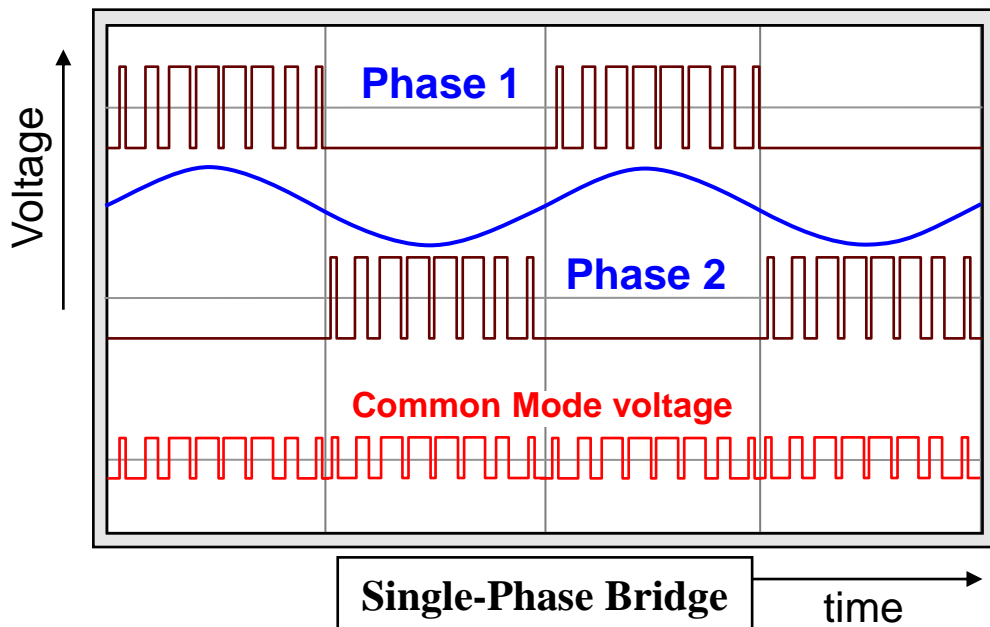 Voltage
Phase 1
Phase 2
Common Mode voltage
Single-Phase Bridge
time